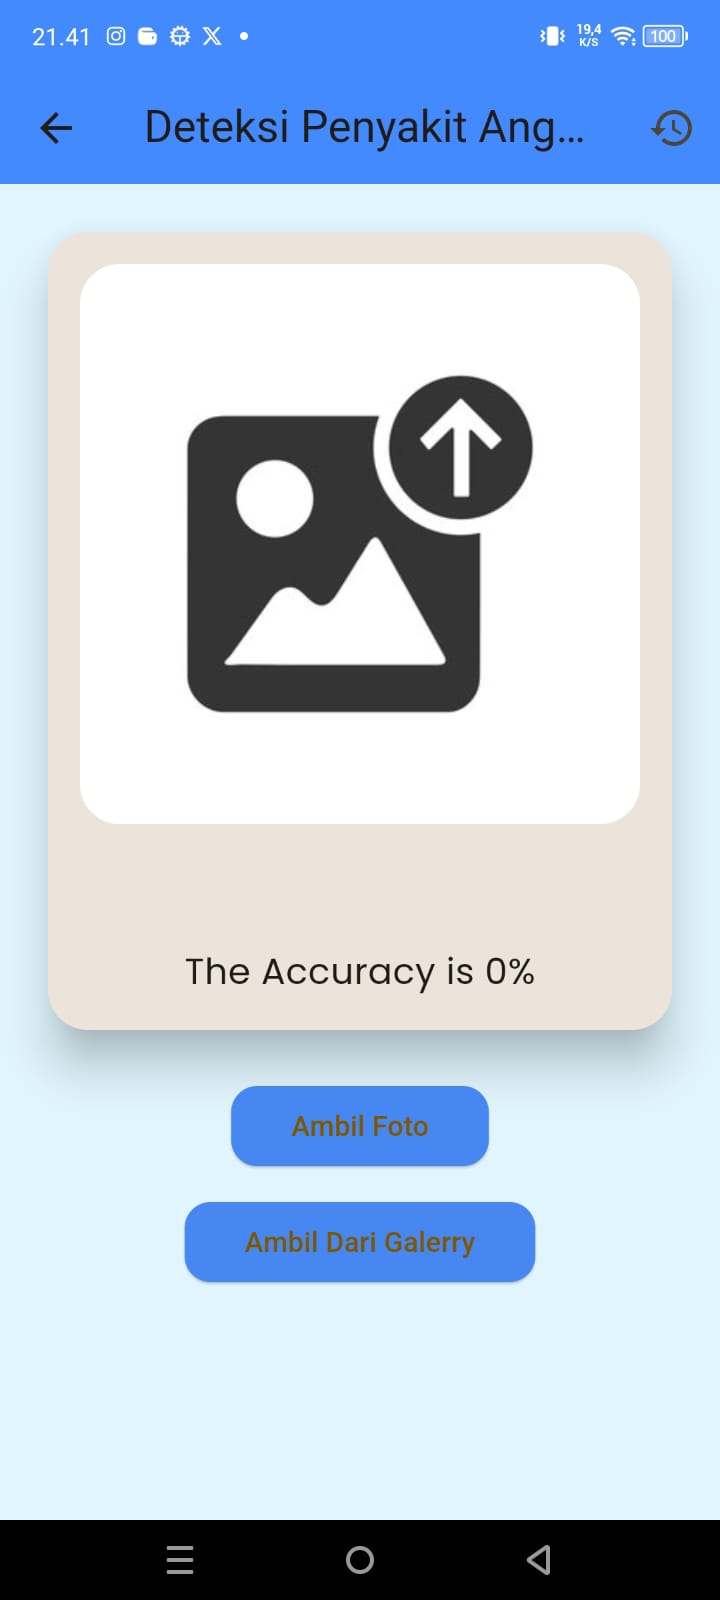 21.41
19,4
K/S
100
Deteksi Penyakit Ang...
The Accuracy is 0%
Ambil Foto
Ambil Dari Galerry